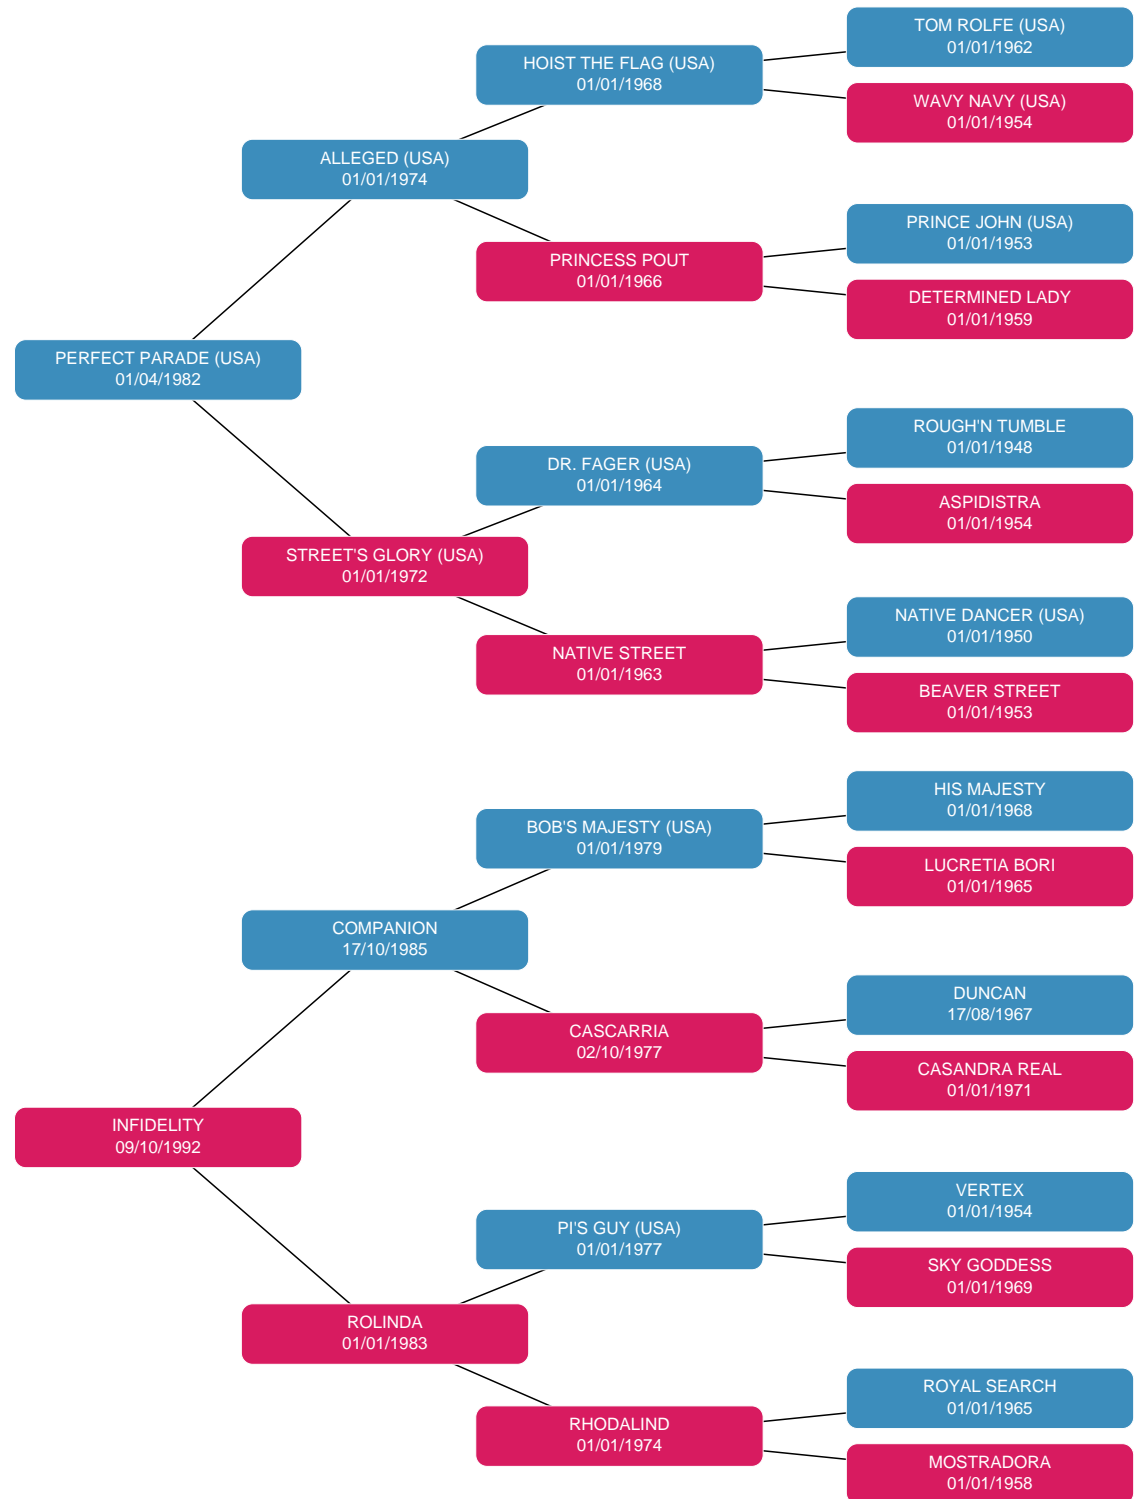 TOM ROLFE (USA)
01/01/1962
HOIST THE FLAG (USA)
01/01/1968
WAVY NAVY (USA)
01/01/1954
ALLEGED (USA)
01/01/1974
PRINCE JOHN (USA)
01/01/1953
PRINCESS POUT
01/01/1966
DETERMINED LADY
01/01/1959
PERFECT PARADE (USA)
01/04/1982
ROUGH'N TUMBLE
01/01/1948
DR. FAGER (USA)
01/01/1964
ASPIDISTRA
01/01/1954
STREET'S GLORY (USA)
01/01/1972
NATIVE DANCER (USA)
01/01/1950
NATIVE STREET
01/01/1963
BEAVER STREET
01/01/1953
HIS MAJESTY
01/01/1968
BOB'S MAJESTY (USA)
01/01/1979
LUCRETIA BORI
01/01/1965
COMPANION
17/10/1985
DUNCAN
17/08/1967
CASCARRIA
02/10/1977
CASANDRA REAL
01/01/1971
INFIDELITY
09/10/1992
VERTEX
01/01/1954
PI'S GUY (USA)
01/01/1977
SKY GODDESS
01/01/1969
ROLINDA
01/01/1983
ROYAL SEARCH
01/01/1965
RHODALIND
01/01/1974
MOSTRADORA
01/01/1958